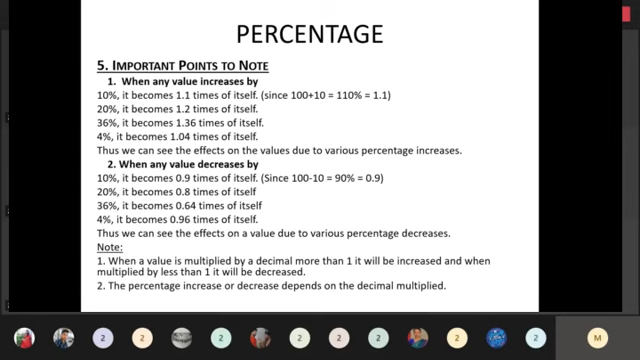 PERCENTAGE
5. IMPORTANT POINTS TO NOTE
1. When any value increases by
10%, it becomes 1.1 times of itself. (since 100+10 = 110% = 1.1)
20%, it becomes 1.2 times of itself.
36%, it becomes 1.36 times of itself.
4%, it becomes 1.04 times of itself.
Thus we can see the effects on the values due to various percentage increases.
2. When any value decreases by
10%, it becomes 0.9 times of itself. (Since 100-10 = 90% = 0.9)
20%, it becomes 0.8 times of itself
36%, it becomes 0.64 times of itself
4%, it becomes 0.96 times of itself.
Thus we can see the effects on a value due to various percentage decreases.
Note:
1. When a value is multiplied by a decimal more than 1 it will be increased and when
multiplied by less than 1 it will be decreased.
2. The percentage increase or decrease depends on the decimal multiplied.
2 2 2 2 2 2 2 2 M